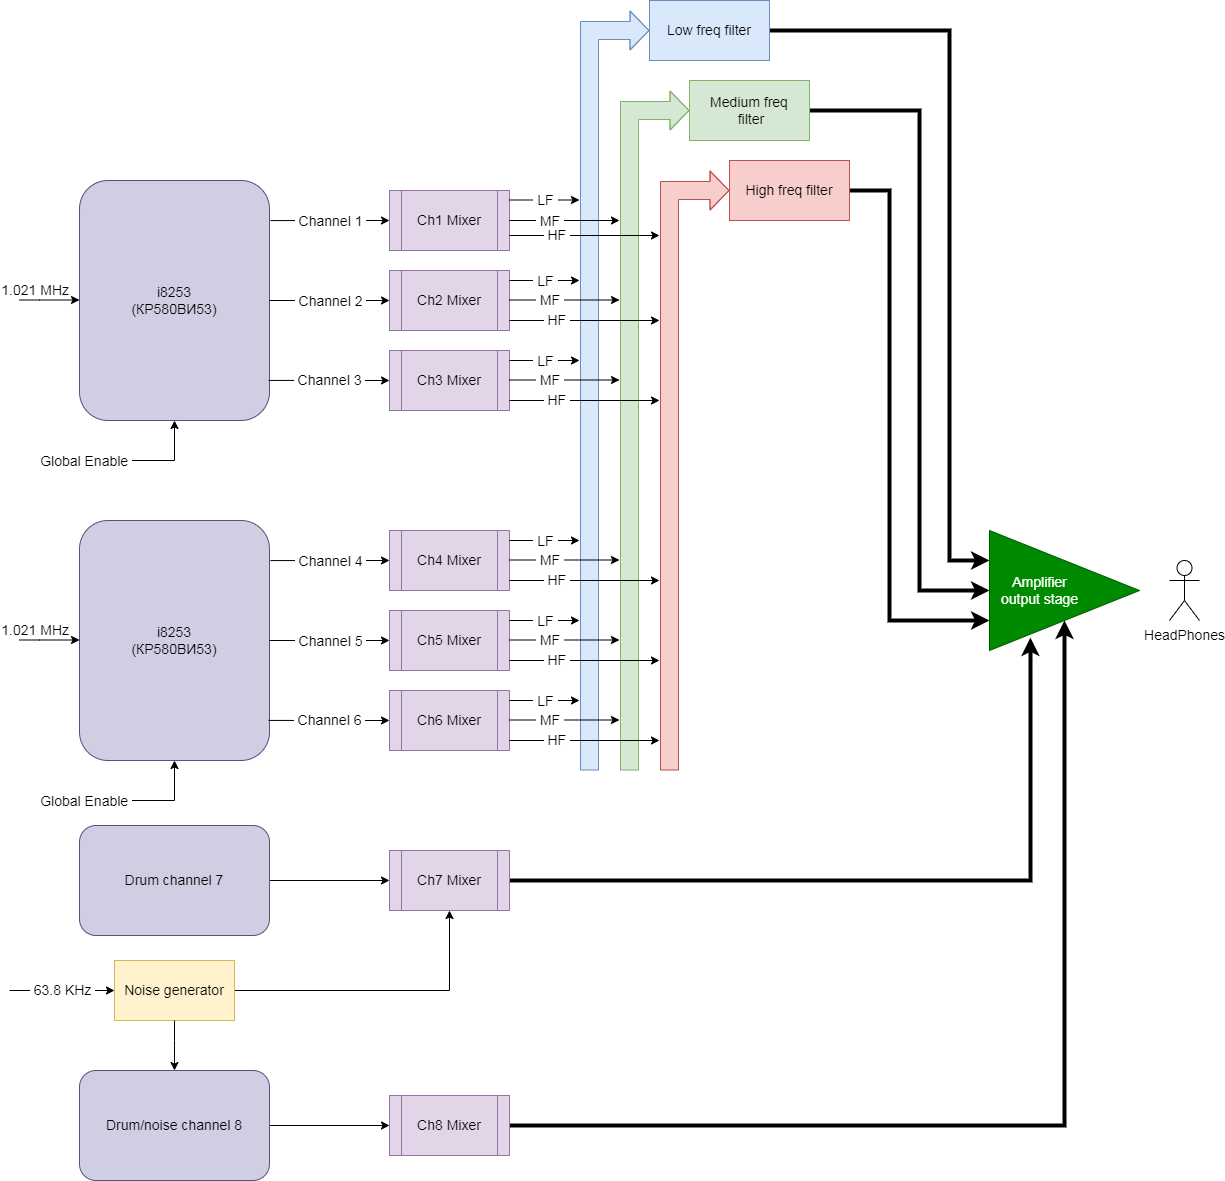 Low freq filter
Medium freq
filter
High freq filter
1.021 MHz
i8253
(КР580ВИ53)
Channel 1
Ch1 Mixer
LF
MF
HF
Channel 2
Ch2 Mixer
LF
MF
HF
Channel 3
Ch3 Mixer
LF
MF
HF
Global Enable
1.021 MHz
i8253
(КР580ВИ53)
Channel 4
Ch4 Mixer
LF
MF
HF
Channel 5
Ch5 Mixer
LF
MF
HF
Channel 6
Ch6 Mixer
LF
MF
HF
Global Enable
Amplifier
output stage
HeadPhones
Drum channel 7
Ch7 Mixer
63.8 KHz
Noise generator
Drum/noise channel 8
Ch8 Mixer